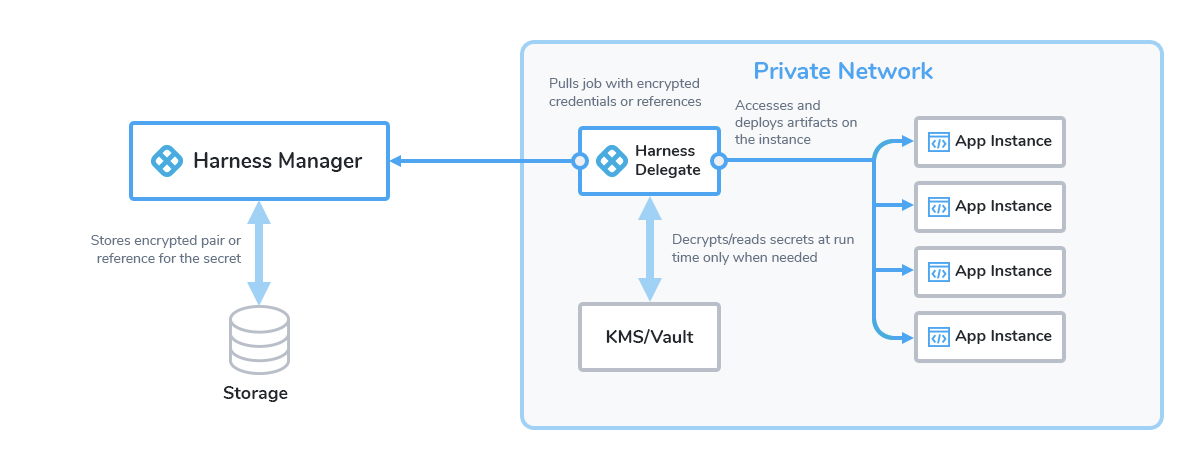 Private Network
Pulls job with encrypted
credentials or references
Accesses and
deploys artifacts on
the instance
Harness Manager
Harness
Delegate
App Instance
App Instance
App Instance
App Instance
Stores encrypted pair or
reference for the secret
Decrypts/reads secrets at run
time only when needed
KMS/Vault
Storage